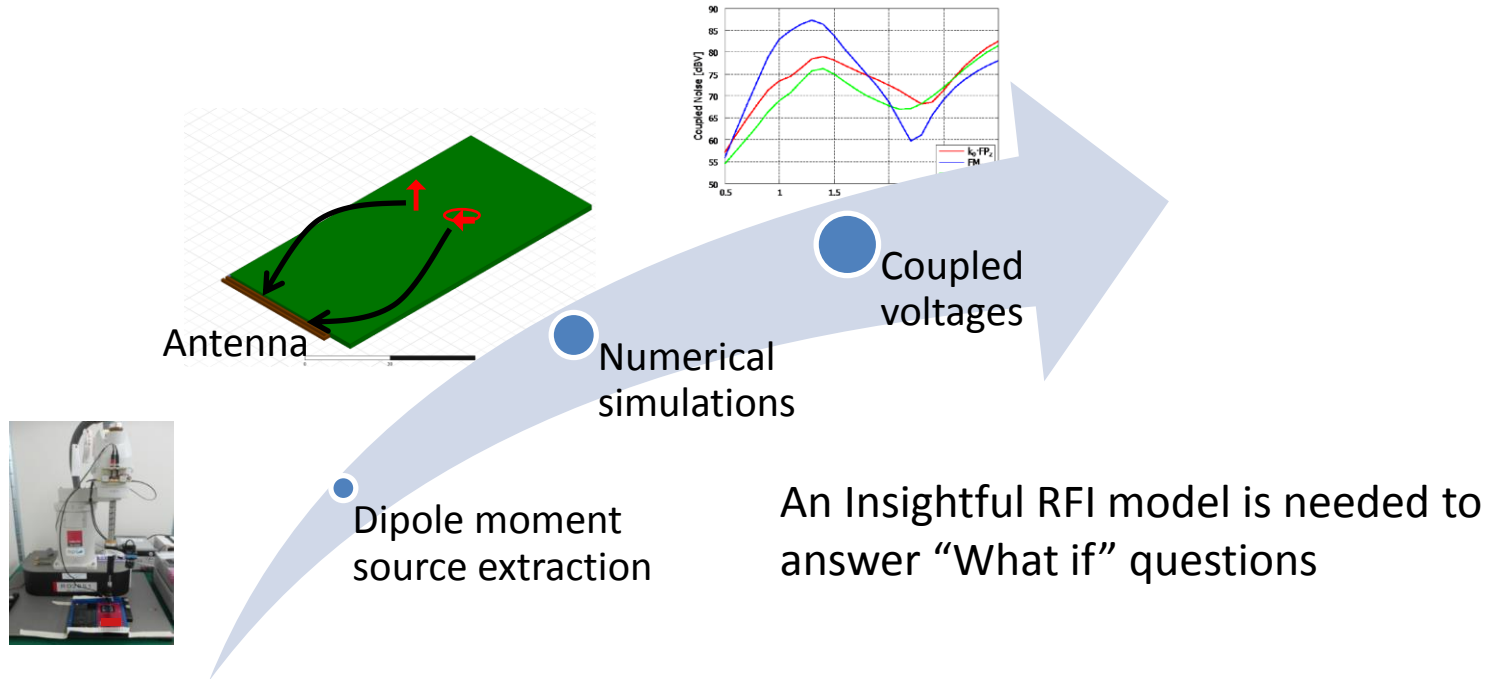 90
85
80
75
70
65
60
55
50
Coupled Noise [dBV]
0.5
1
1.5
k₀·FP_z
FM
Antenna
Coupled
voltages
Numerical
simulations
Dipole moment
source extraction
An Insightful RFI model is needed to
answer “What if” questions